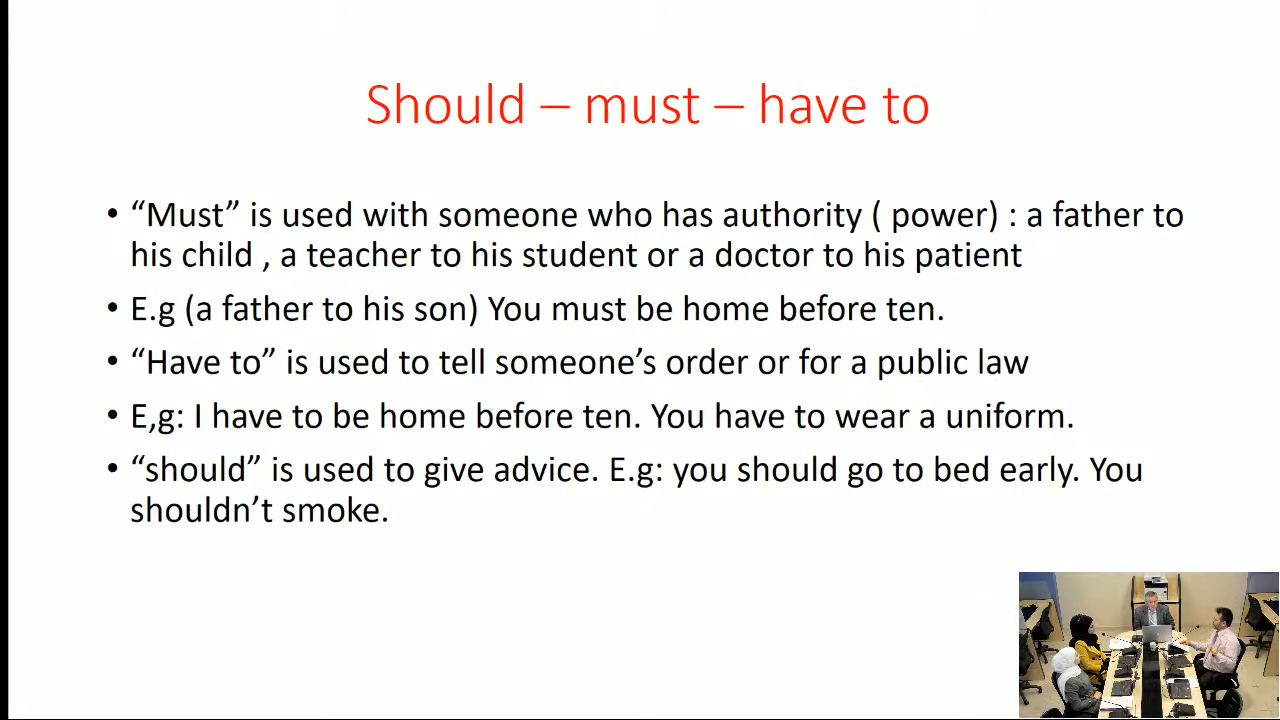 Should – must – have to
• “Must” is used with someone who has authority ( power) : a father to
his child , a teacher to his student or a doctor to his patient
• E.g (a father to his son) You must be home before ten.
• “Have to” is used to tell someone’s order or for a public law
• E,g: I have to be home before ten. You have to wear a uniform.
• “should” is used to give advice. E.g: you should go to bed early. You
shouldn’t smoke.